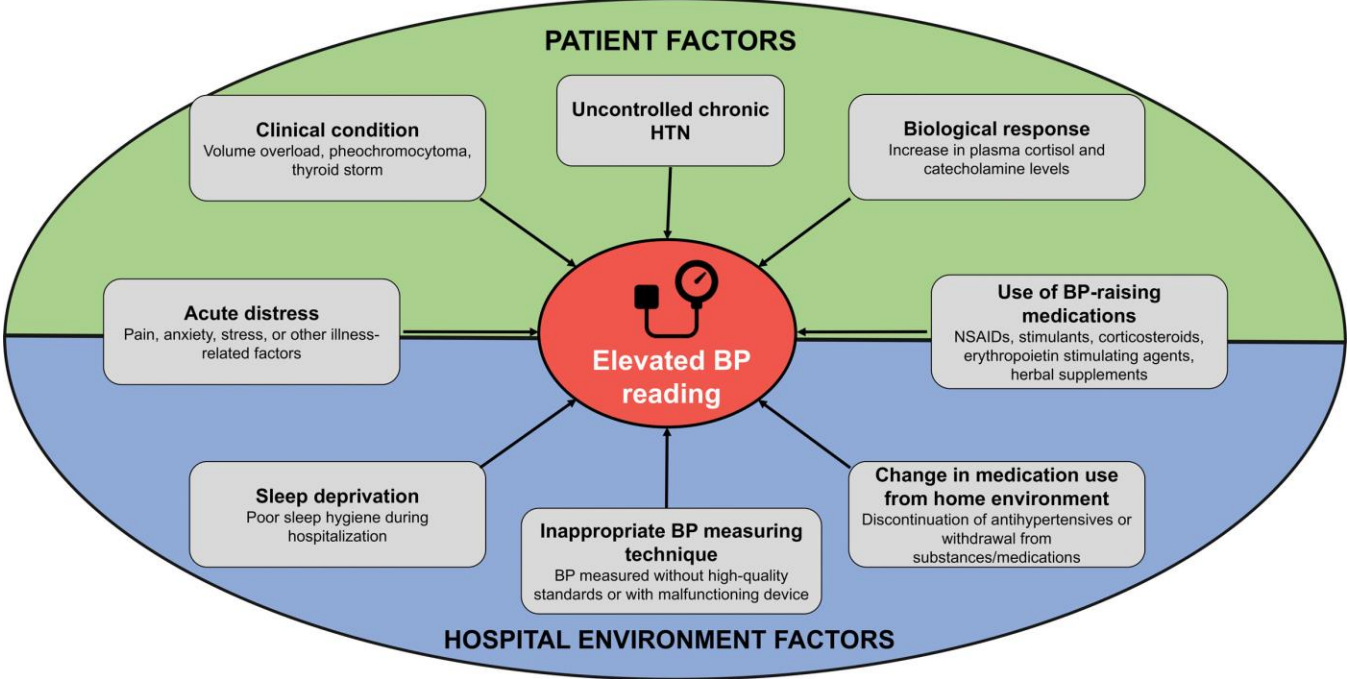 PATIENT FACTORS
Clinical condition
Volume overload, pheochromocytoma,
thyroid storm
Uncontrolled chronic
HTN
Biological response
Increase in plasma cortisol and
catecholamine levels
Acute distress
Pain, anxiety, stress, or other illness-
related factors
Elevated BP
reading
Use of BP-raising
medications
NSAIDs, stimulants, corticosteroids,
erythropoietin stimulating agents,
herbal supplements
Sleep deprivation
Poor sleep hygiene during
hospitalization
Inappropriate BP measuring
technique
BP measured without high-quality
standards or with malfunctioning device
Change in medication use
from home environment
Discontinuation of antihypertensives or
withdrawal from
substances/medications
HOSPITAL ENVIRONMENT FACTORS